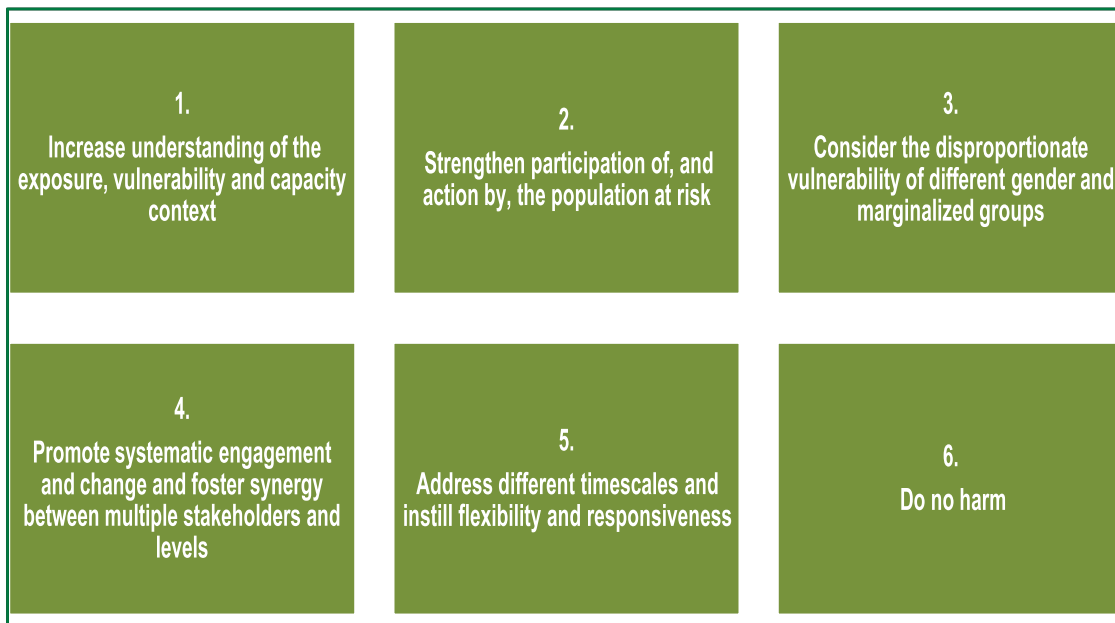 1.
Increase understanding of the
exposure, vulnerability and capacity
context
2.
Strengthen participation of, and
action by, the population at risk
3.
Consider the disproportionate
vulnerability of different gender and
marginalized groups
4.
Promote systematic engagement
and change and foster synergy
between multiple stakeholders and
levels
5.
Address different timescales and
instill flexibility and responsiveness
6.
Do no harm